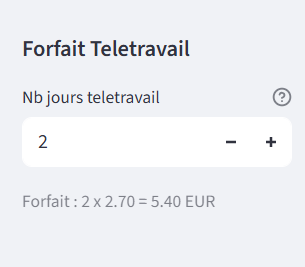 Forfait Teletravail
Nb jours teletravail ?
2 − +
Forfait : 2 x 2.70 = 5.40 EUR